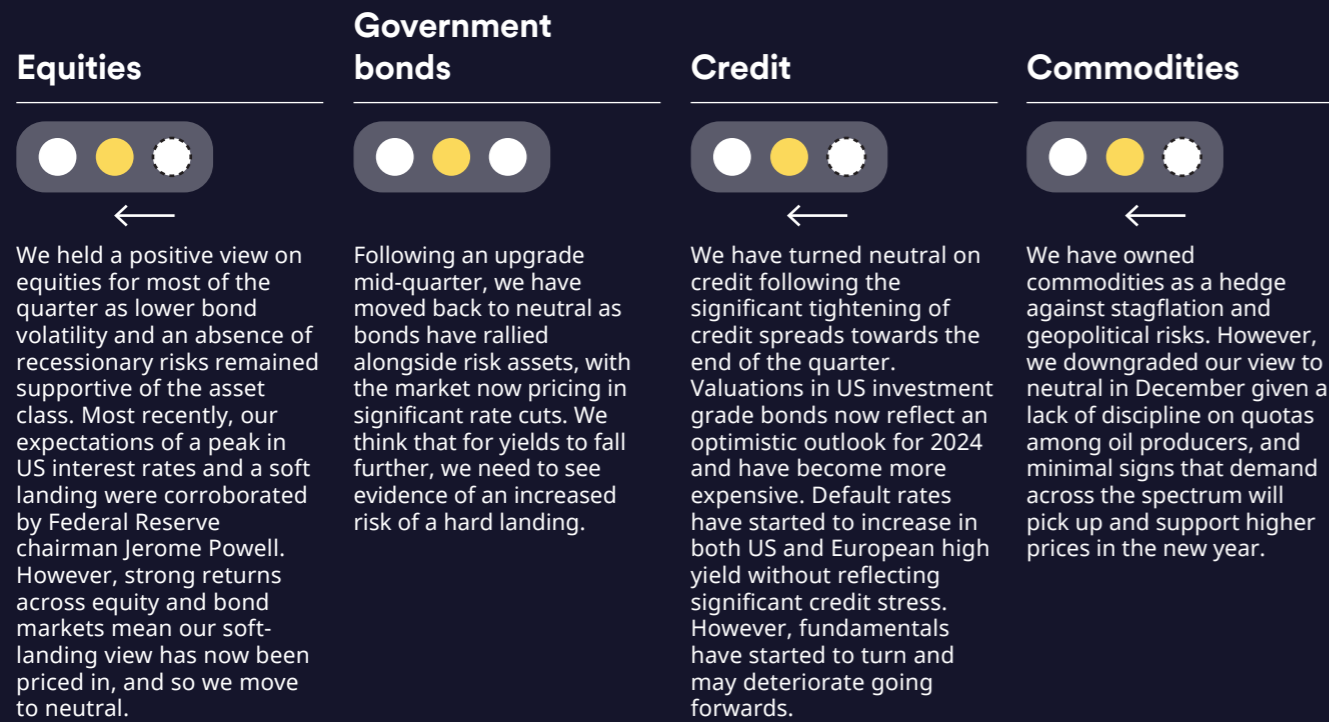 Equities
We held a positive view on
equities for most of the
quarter as lower bond
volatility and an absence of
recessionary risks remained
supportive of the asset
class. Most recently, our
expectations of a peak in
US interest rates and a soft
landing were corroborated
by Federal Reserve
chairman Jerome Powell.
However, strong returns
across equity and bond
markets mean our soft-
landing view has now been
priced in, and so we move
to neutral.
Government
bonds
Following an upgrade
mid-quarter, we have
moved back to neutral as
bonds have rallied
alongside risk assets, with
the market now pricing in
significant rate cuts. We
think that for yields to fall
further, we need to see
evidence of an increased
risk of a hard landing.
Credit
We have turned neutral on
credit following the
significant tightening of
credit spreads towards the
end of the quarter.
Valuations in US investment
grade bonds now reflect an
optimistic outlook for 2024
and have become more
expensive. Default rates
have started to increase in
both US and European high
yield without reflecting
significant credit stress.
However, fundamentals
have started to turn and
may deteriorate going
forwards.
Commodities
We have owned
commodities as a hedge
against stagflation and
geopolitical risks. However,
we downgraded our view to
neutral in December given a
lack of discipline on quotas
among oil producers, and
minimal signs that demand
across the spectrum will
pick up and support higher
prices in the new year.